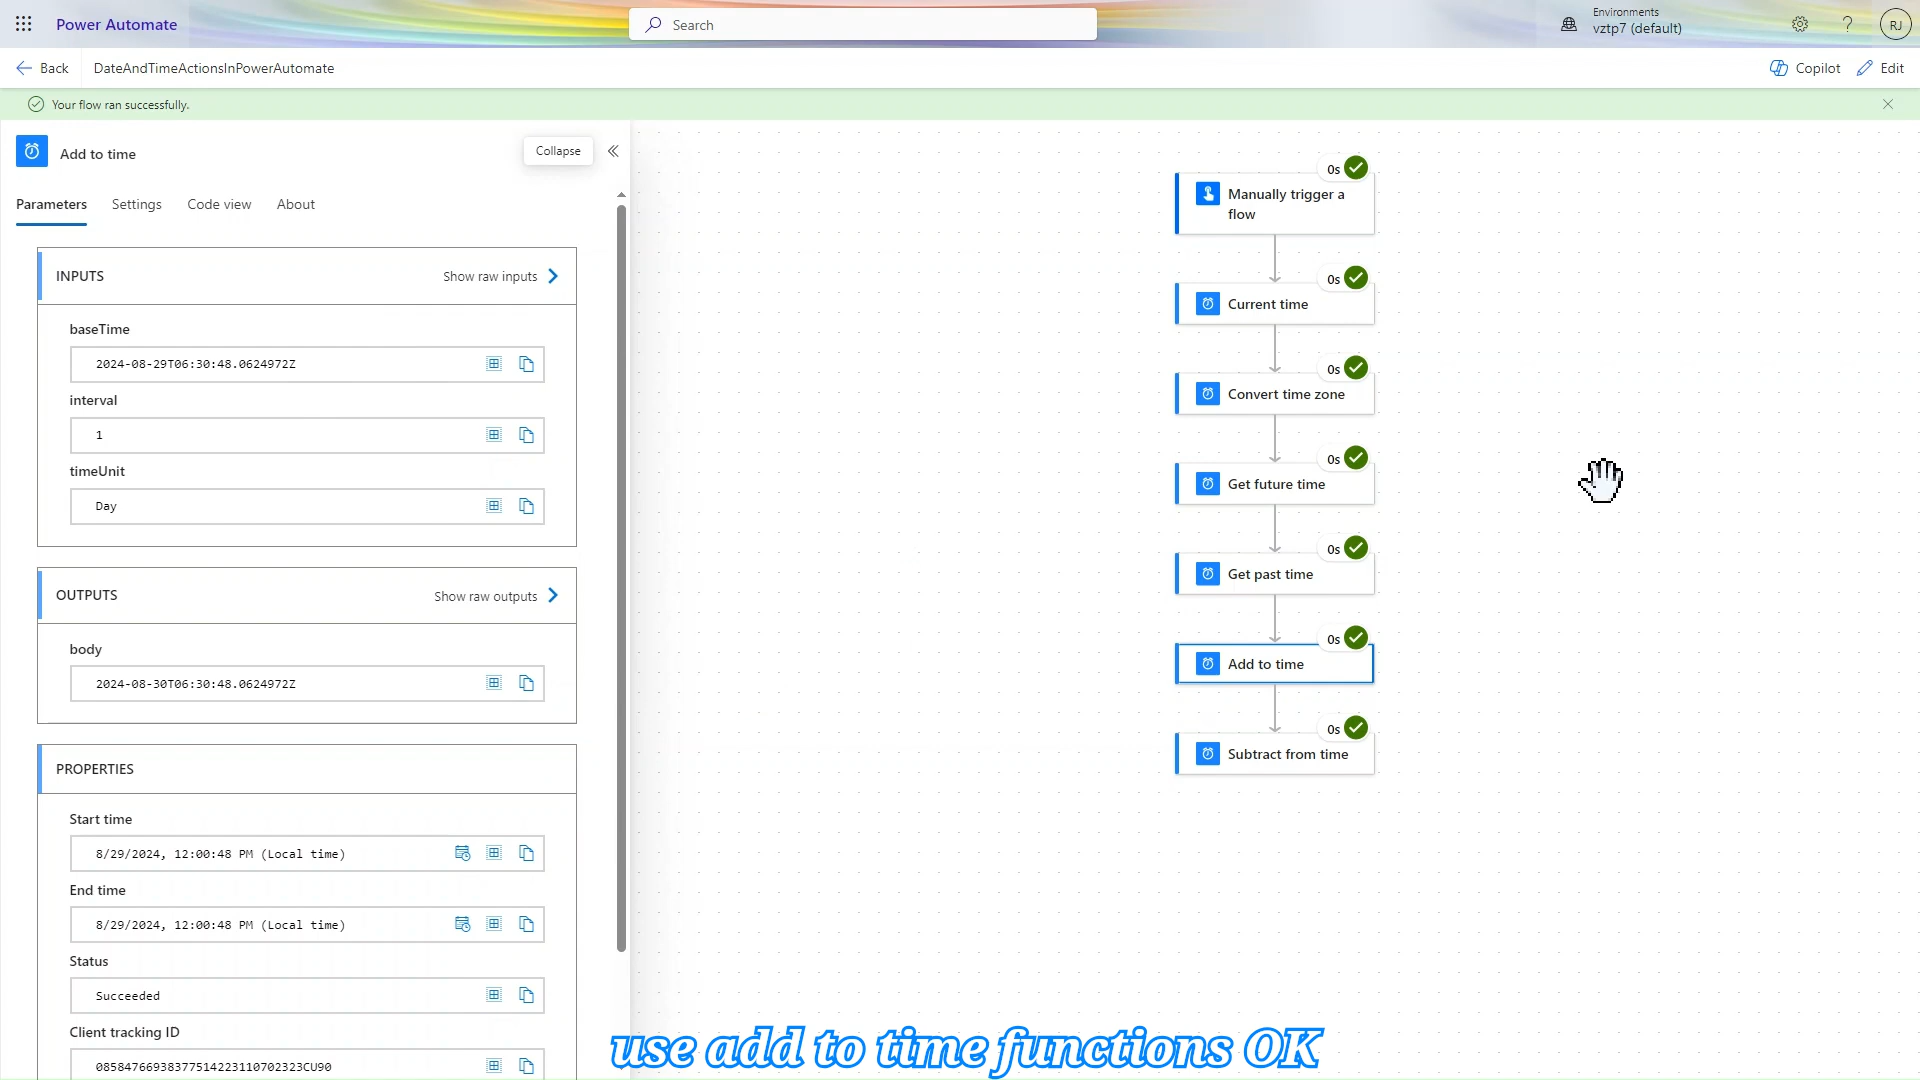 Power Automate
Search
Environments
vztp7 (default)
?
RJ
Back
DateAndTimeActionsInPowerAutomate
Copilot
Edit
Your flow ran successfully.
Add to time
Collapse
Parameters
Settings
Code view
About
INPUTS
Show raw inputs
baseTime
2024-08-29T06:30:48.0624972Z
interval
1
timeUnit
Day
OUTPUTS
Show raw outputs
body
2024-08-30T06:30:48.0624972Z
PROPERTIES
Start time
8/29/2024, 12:00:48 PM (Local time)
End time
8/29/2024, 12:00:48 PM (Local time)
Status
Succeeded
Client tracking ID
08584766938377514223110702323CU90
0s
Manually trigger a
flow
0s
Current time
0s
Convert time zone
0s
Get future time
0s
Get past time
0s
Add to time
0s
Subtract from time
use add to time functions OK